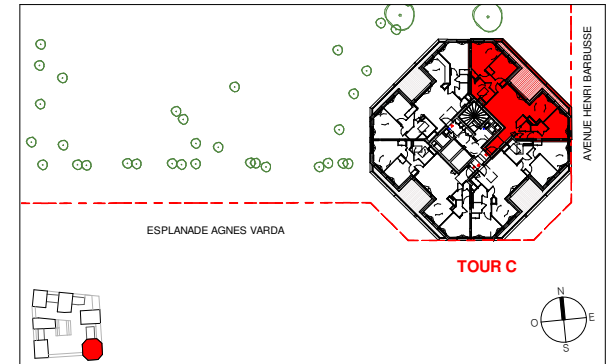 AVENUE HENRI BARBUSSE
ESPLANADE AGNES VARDA
TOUR C
N
O E
S